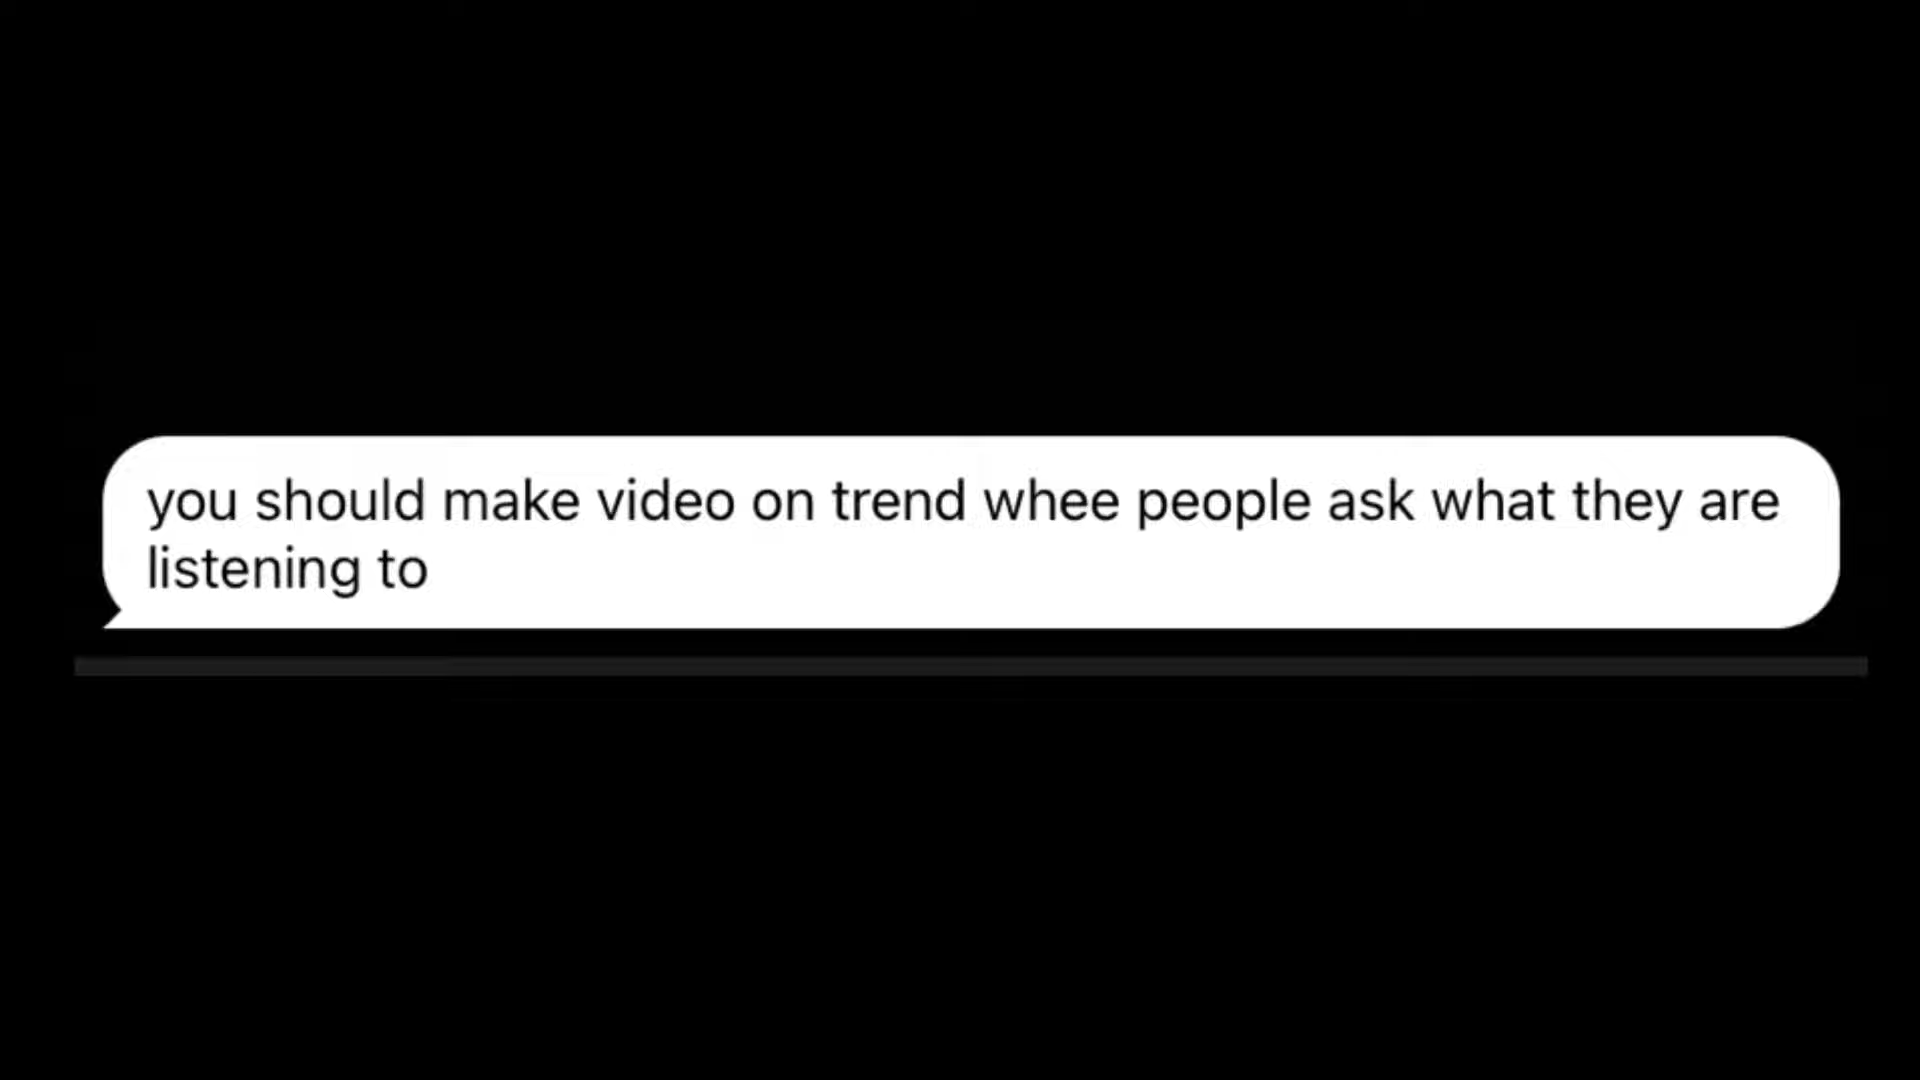 you should make video on trend whee people ask what they are
listening to